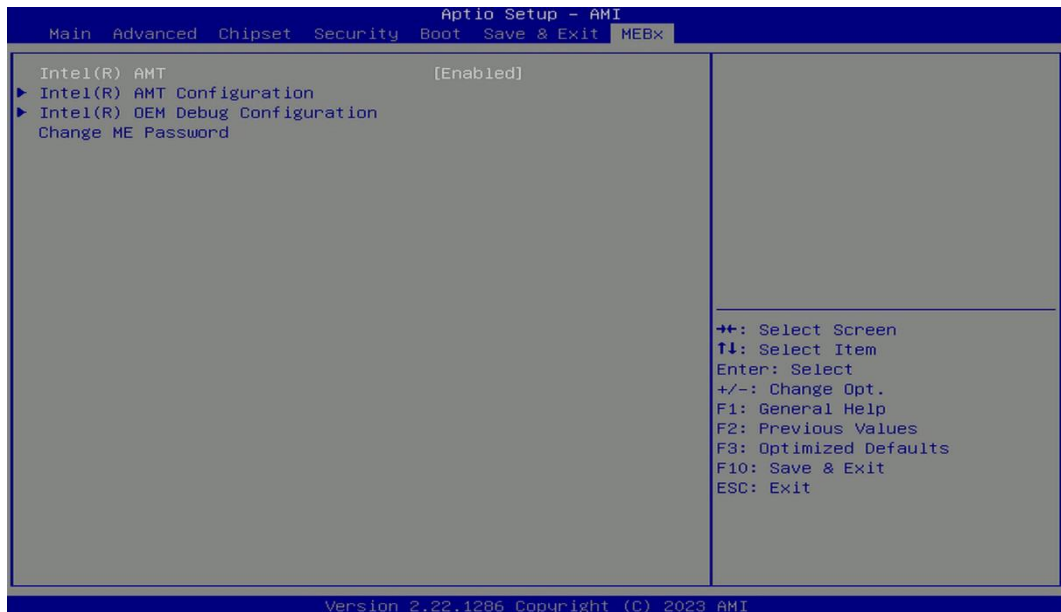 Aptio Setup – AMI
Main Advanced Chipset Security Boot Save & Exit MEBx
Intel(R) AMT [Enabled]
► Intel(R) AMT Configuration
► Intel(R) OEM Debug Configuration
Change ME Password
→←: Select Screen
↑↓: Select Item
Enter: Select
+/-: Change Opt.
F1: General Help
F2: Previous Values
F3: Optimized Defaults
F10: Save & Exit
ESC: Exit
Version 2.22.1286 Copyright (C) 2023 AMI